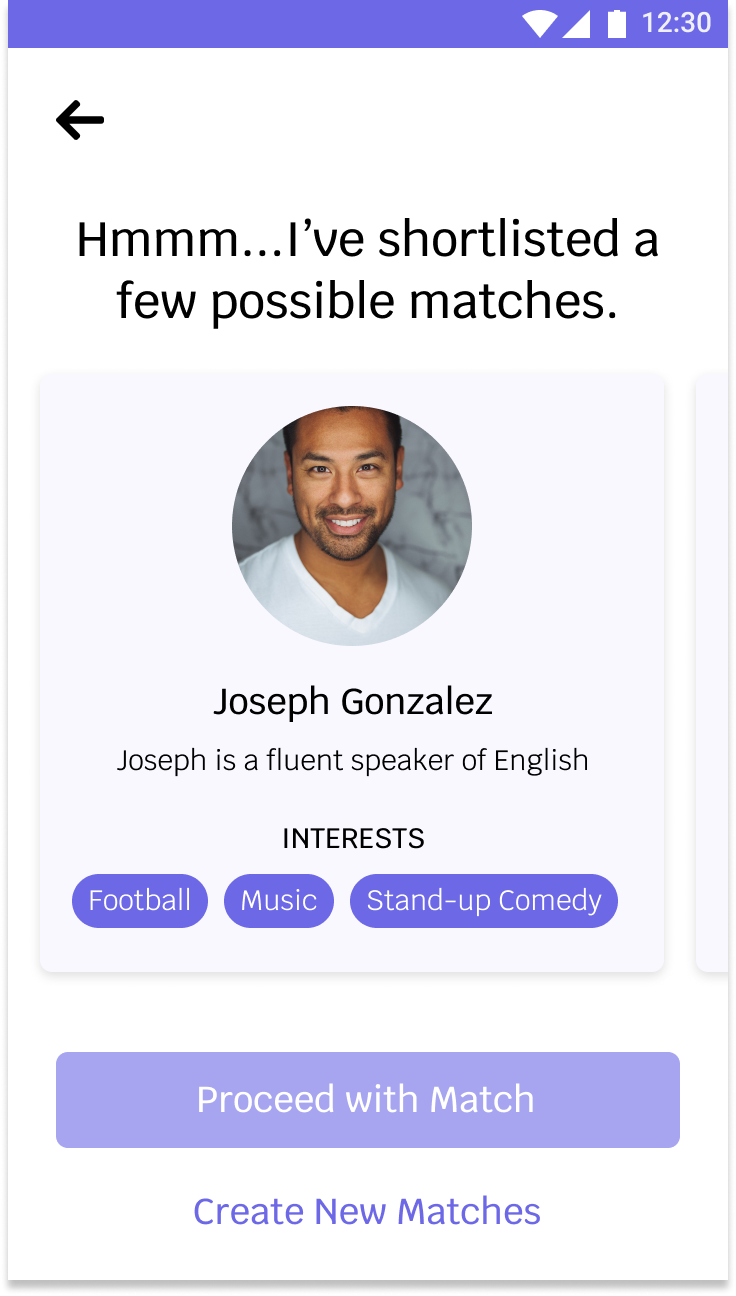 12:30
Hmmm...I’ve shortlisted a
few possible matches.
Joseph Gonzalez
Joseph is a fluent speaker of English
INTERESTS
Football Music Stand-up Comedy
Proceed with Match
Create New Matches